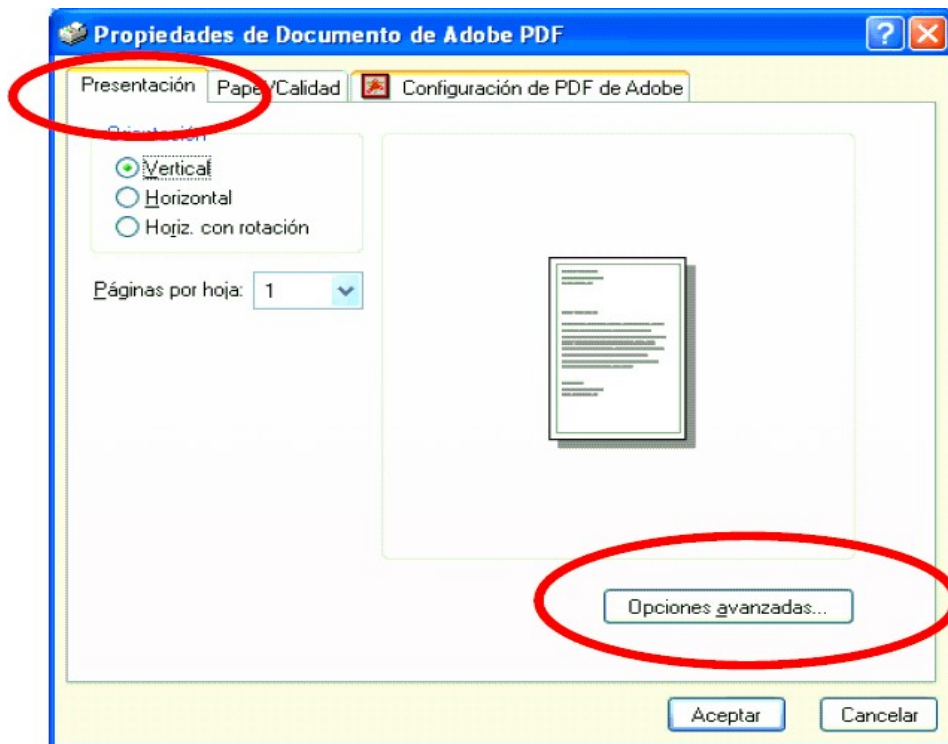 Propiedades de Documento de Adobe PDF
Presentación Papel/Calidad Configuración de PDF de Adobe
Orientación
Vertical
Horizontal
Horiz. con rotación
Páginas por hoja: 1
Opciones avanzadas...
Aceptar Cancelar